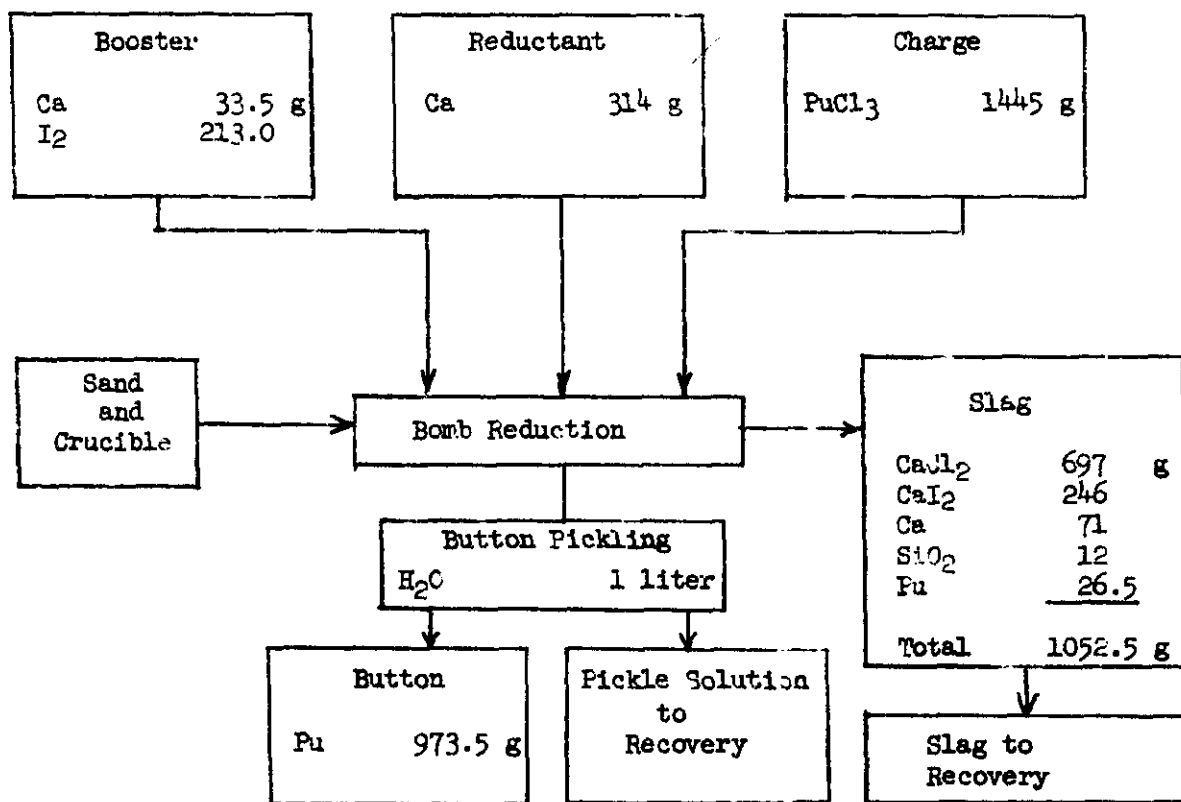 Booster
Ca 33.5 g
I2 213.0
Reductant
Ca 314 g
Charge
PuCl3 1445 g
Sand
and
Crucible
Bomb Reduction
Slag
CaCl2 697 g
CaI2 246
Ca 71
SiO2 12
Pu 26.5
Total 1052.5 g
Button Pickling
H2O 1 liter
Button
Pu 973.5 g
Pickle Solution
to
Recovery
Slag to
Recovery